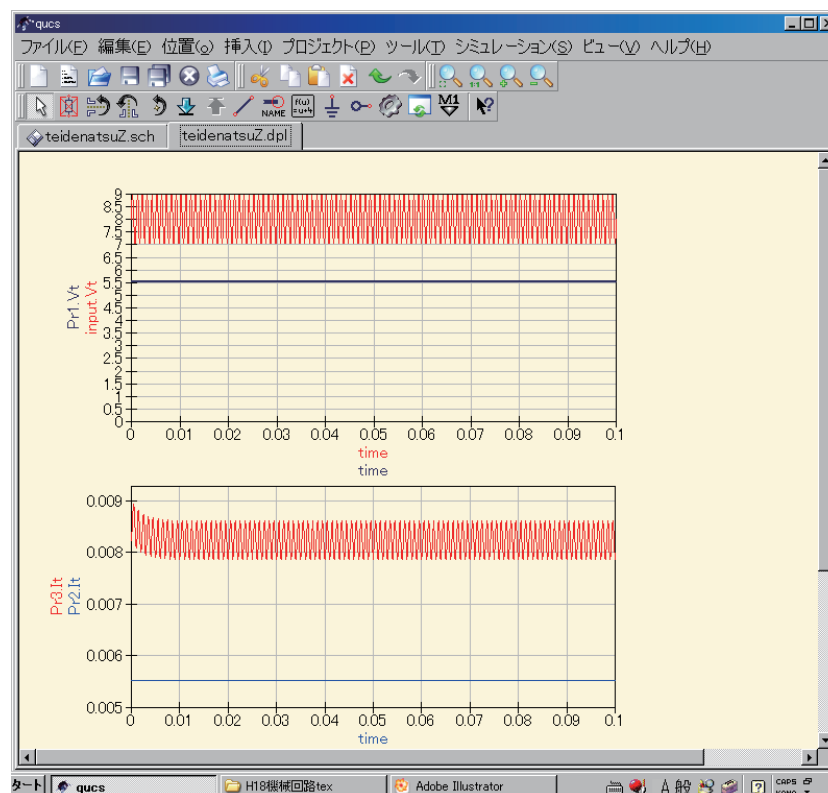 qucs
ファイル(F) 編集(E) 位置(o) 挿入(I) プロジェクト(P) ツール(T) シミュレーション(S) ビュー(V) ヘルプ(H)
1:1
NAME f(u) =u+4 M1
teidenatsuZ.sch teidenatsuZ.dpl
9
8.5
8
7.5
7
6.5
6
5.5
5
4.5
4
3.5
3
2.5
2
1.5
1
0.5
0
Pr1.Vt
input.Vt
0 0.01 0.02 0.03 0.04 0.05 0.06 0.07 0.08 0.09 0.1
time
time
0.009
0.008
0.007
0.006
0.005
Pr3.It
Pr2.It
0 0.01 0.02 0.03 0.04 0.05 0.06 0.07 0.08 0.09 0.1
time
タート qucs H18機械回路tex Adobe Illustrator A 般 CAPS